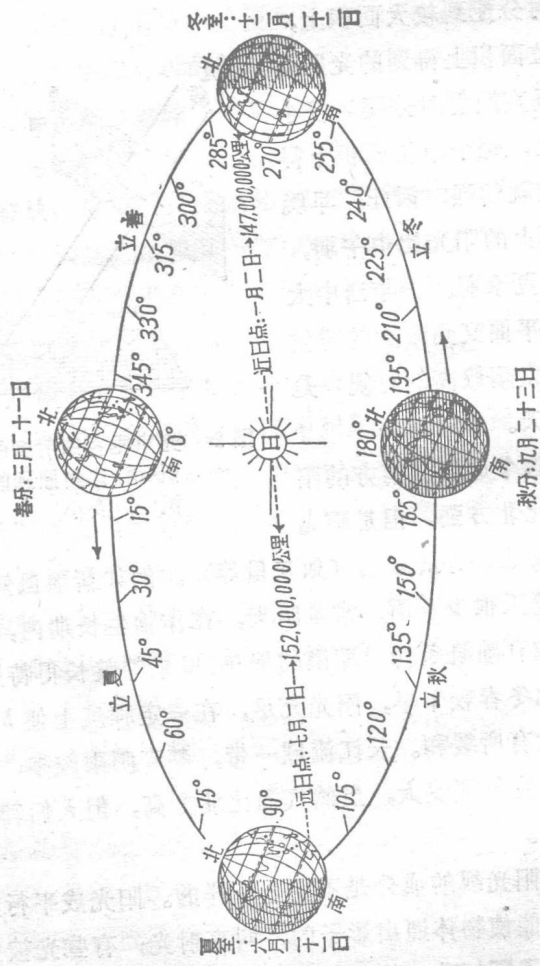 春分:三月二十一日
北
南
0°
15°
30°
45°
立夏
60°
75°
345°
330°
315°
立春
300°
285°
夏至:六月二十二日
北
南
90°
远日点:七月二日
152,000,000公里
日
近日点:一月二日
147,000,000公里
冬至:十二月二十二日
北
南
270°
105°
120°
立秋
135°
150°
165°
180°
北
南
195°
210°
225°
立冬
240°
255°
秋分:九月二十三日